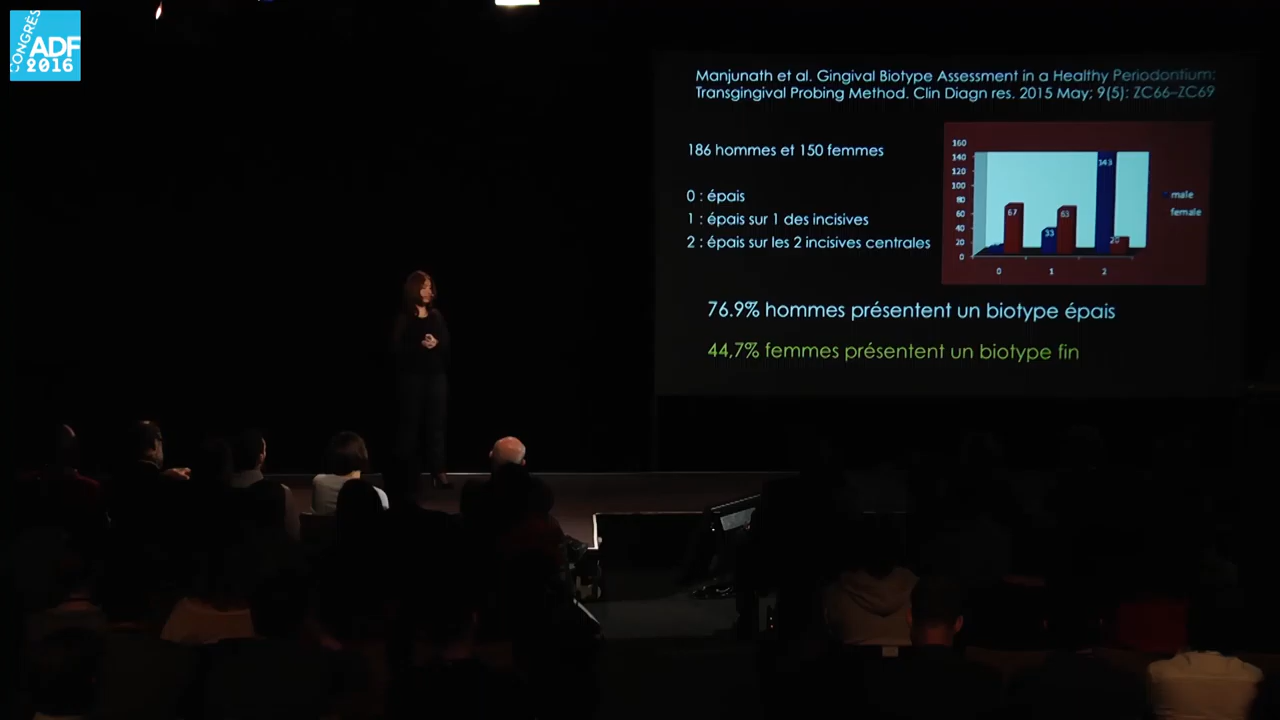 CONGRÈS
ADF
2016
Manjunath et al. Gingival Biotype Assessment in a Healthy Periodontium:
Transgingival Probing Method. Clin Diagn res. 2015 May; 9(5): ZC66–ZC69
186 hommes et 150 femmes
0 : épais
1 : épais sur 1 des incisives
2 : épais sur les 2 incisives centrales
160
140
120
100
80
60
40
20
0
67
33
63
143
20
0
1
2
male
female
76.9% hommes présentent un biotype épais
44,7% femmes présentent un biotype fin